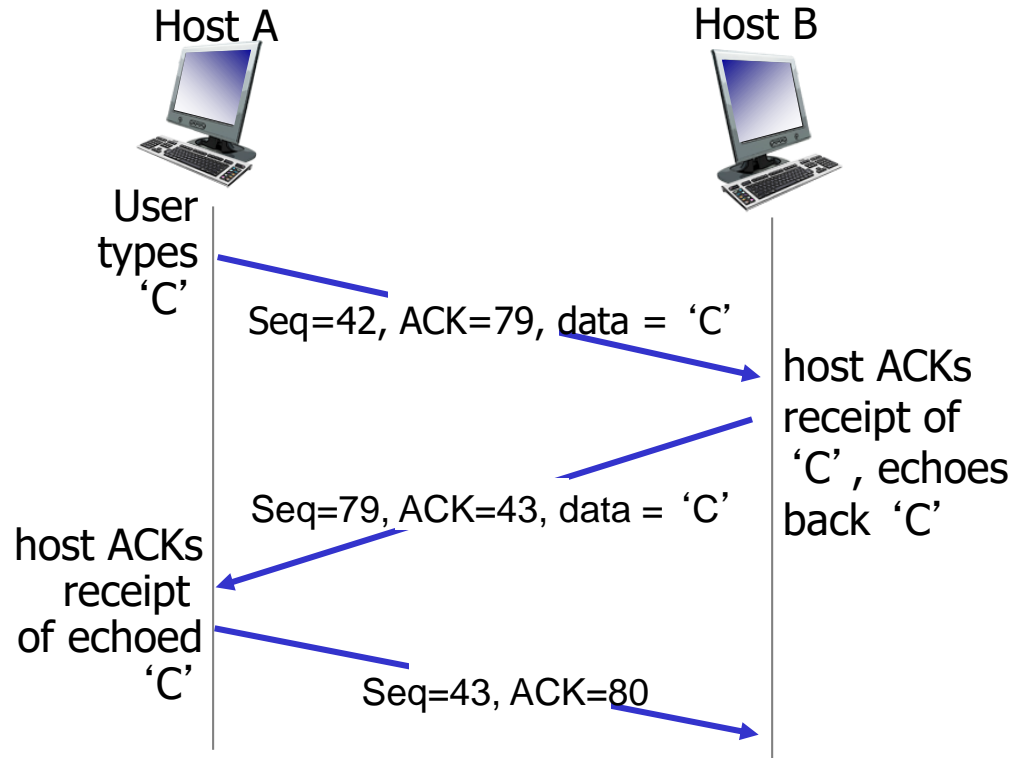 Host A
Host B
User
types
‘C’
Seq=42, ACK=79, data = ‘C’
host ACKs
receipt of
‘C’, echoes
back ‘C’
Seq=79, ACK=43, data = ‘C’
host ACKs
receipt
of echoed
‘C’
Seq=43, ACK=80